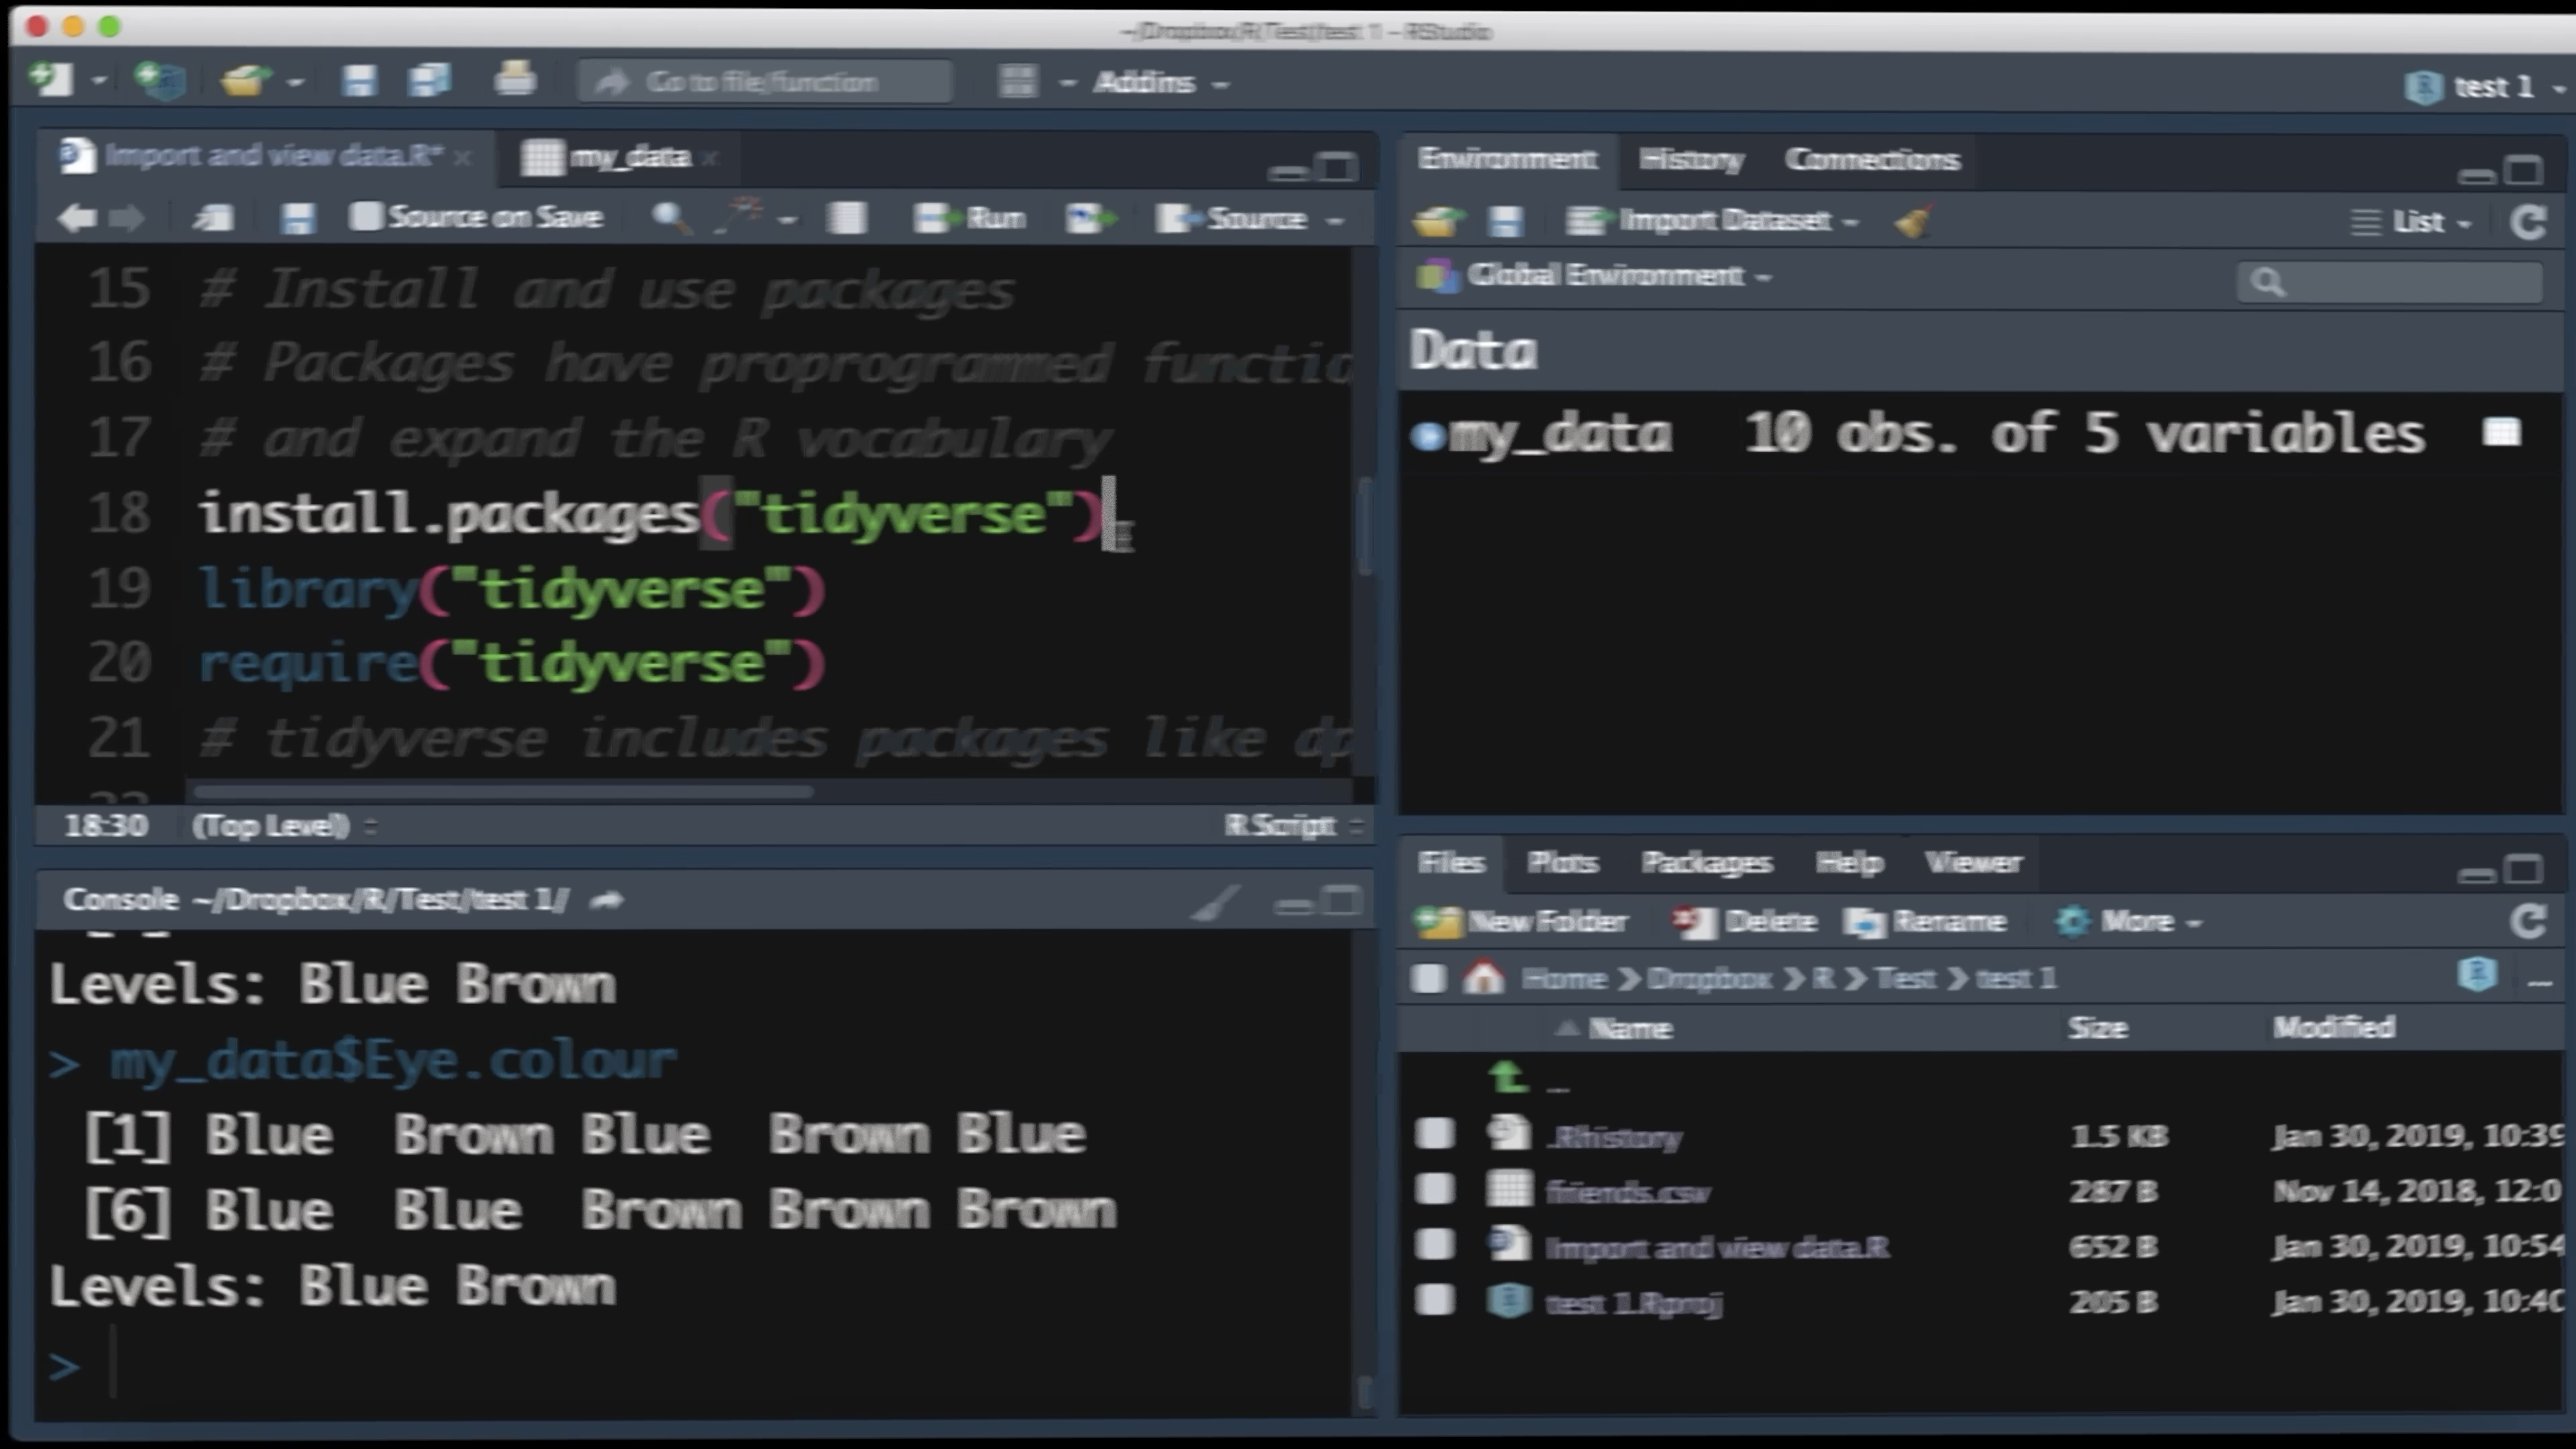 ~/Dropbox/R/Test/test 1 - RStudio
Go to file/function
Addins
test 1
Import and view data.R*
my_data
Source on Save
Run
Source
15 # Install and use packages
16 # Packages have proprogrammed functio
17 # and expand the R vocabulary
18 install.packages("tidyverse")
19 library("tidyverse")
20 require("tidyverse")
21 # tidyverse includes packages like dp
18:30 (Top Level) R Script
Console ~/Dropbox/R/Test/test 1/
Levels: Blue Brown
> my_data$Eye.colour
[1] Blue Brown Blue Brown Blue
[6] Blue Blue Brown Brown Brown
Levels: Blue Brown
>
Environment History Connections
Import Dataset
List
Global Environment
Data
my_data 10 obs. of 5 variables
Files Plots Packages Help Viewer
New Folder Delete Rename More
Home > Dropbox > R > Test > test 1
Name Size Modified
..
.Rhistory 1.5 KB Jan 30, 2019, 10:39
friends.csv 287 B Nov 14, 2018, 12:0
Import and view data.R 652 B Jan 30, 2019, 10:54
test 1.Rproj 205 B Jan 30, 2019, 10:40